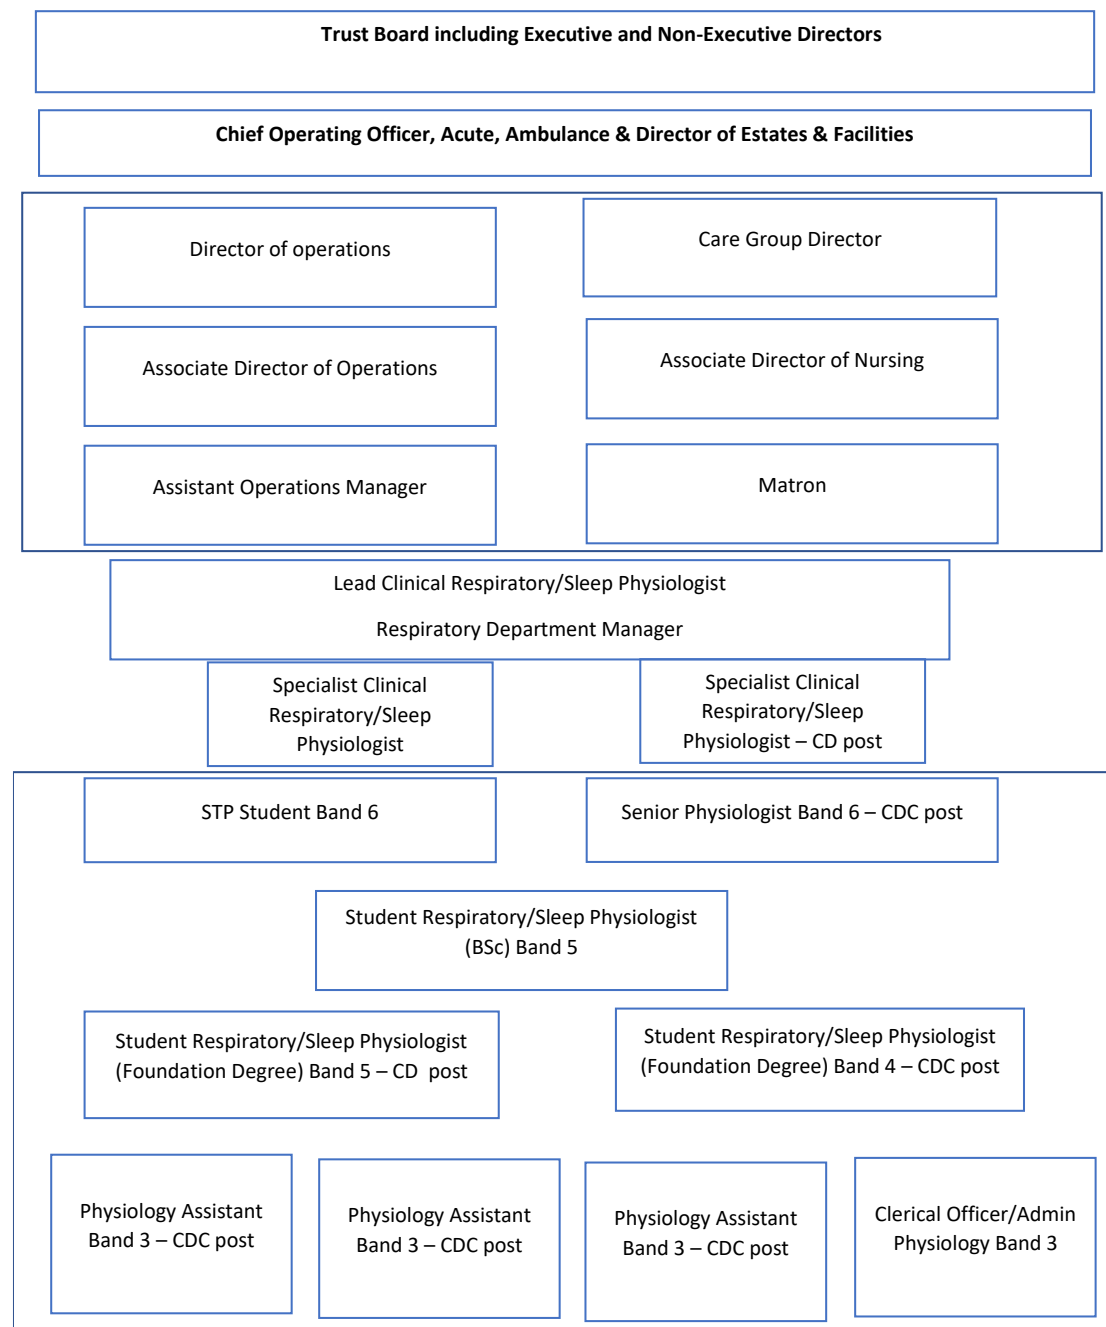 Trust Board including Executive and Non-Executive Directors
Chief Operating Officer, Acute, Ambulance & Director of Estates & Facilities
Director of operations
Care Group Director
Associate Director of Operations
Associate Director of Nursing
Assistant Operations Manager
Matron
Lead Clinical Respiratory/Sleep Physiologist
Respiratory Department Manager
Specialist Clinical
Respiratory/Sleep
Physiologist
Specialist Clinical
Respiratory/Sleep
Physiologist – CD post
STP Student Band 6
Senior Physiologist Band 6 – CDC post
Student Respiratory/Sleep Physiologist
(BSc) Band 5
Student Respiratory/Sleep Physiologist
(Foundation Degree) Band 5 – CD  post
Student Respiratory/Sleep Physiologist
(Foundation Degree) Band 4 – CDC post
Physiology Assistant
Band 3 – CDC post
Physiology Assistant
Band 3 – CDC post
Physiology Assistant
Band 3 – CDC post
Clerical Officer/Admin
Physiology Band 3